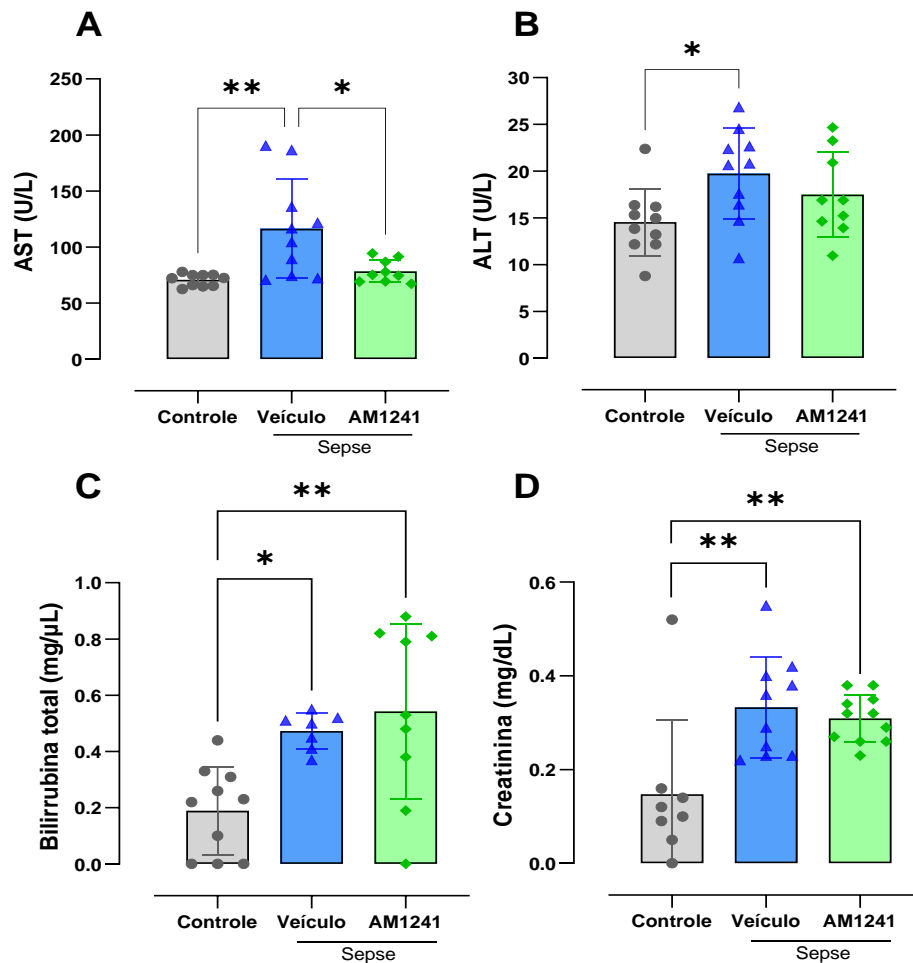 A
AST (U/L)
250
200
150
100
50
0
**
*
Controle
Veículo
AM1241
Sepse
B
ALT (U/L)
30
25
20
15
10
5
0
*
Controle
Veículo
AM1241
Sepse
C
Bilirrubina total (mg/µL)
1.0
0.8
0.6
0.4
0.2
0.0
**
*
Controle
Veículo
AM1241
Sepse
D
Creatinina (mg/dL)
0.6
0.4
0.2
0.0
**
**
Controle
Veículo
AM1241
Sepse